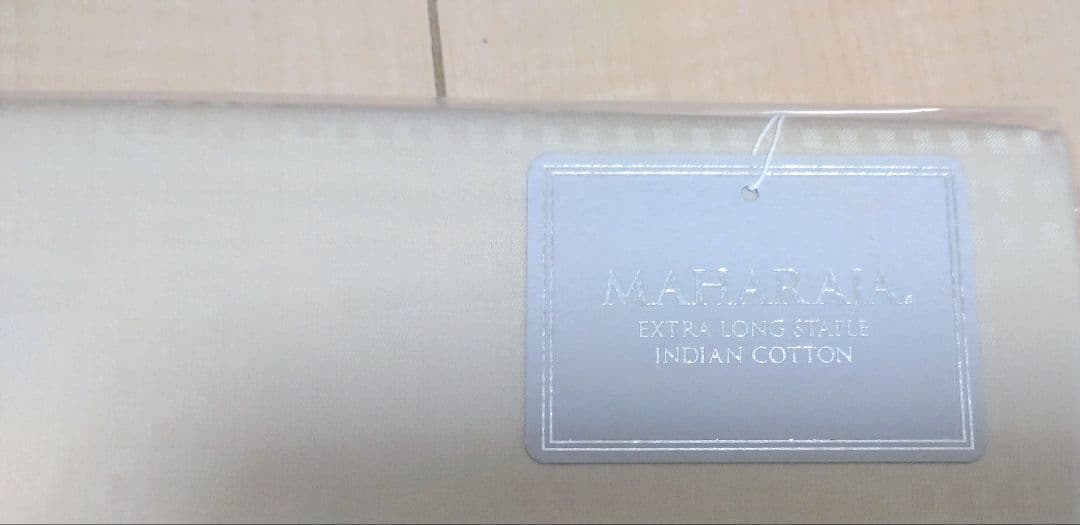 MAHARAJA
EXTRA LONG STAPLE
INDIAN COTTON